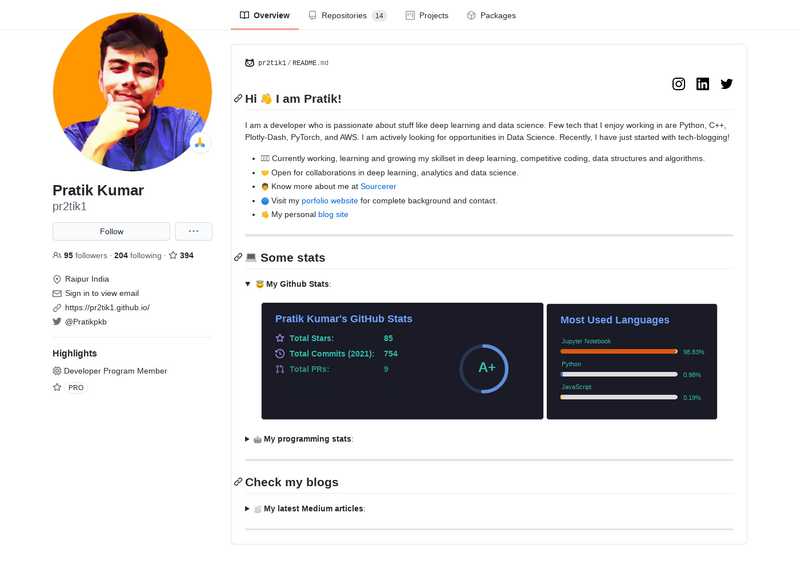 Overview
Repositories 14
Projects
Packages
Pratik Kumar
pr2tik1
Follow
...
95 followers · 204 following · 394
Raipur India
Sign in to view email
https://pr2tik1.github.io/
@Pratikpkb
Highlights
Developer Program Member
PRO
pr2tik1/README.md
Hi 👋 I am Pratik!
I am a developer who is passionate about stuff like deep learning and data science. Few tech that I enjoy working in are Python, C++,
Plotly-Dash, PyTorch, and AWS. I am actively looking for opportunities in Data Science. Recently, I have just started with tech-blogging!
• Currently working, learning and growing my skillset in deep learning, competitive coding, data structures and algorithms.
• Open for collaborations in deep learning, analytics and data science.
• Know more about me at Sourcerer
• Visit my porfolio website for complete background and contact.
• My personal blog site
Some stats
My Github Stats:
Pratik Kumar's GitHub Stats
Total Stars: 85
Total Commits (2021): 754
Total PRs: 9
A+
Most Used Languages
Jupyter Notebook
98.83%
Python
0.98%
JavaScript
0.19%
My programming stats:
Check my blogs
My latest Medium articles: